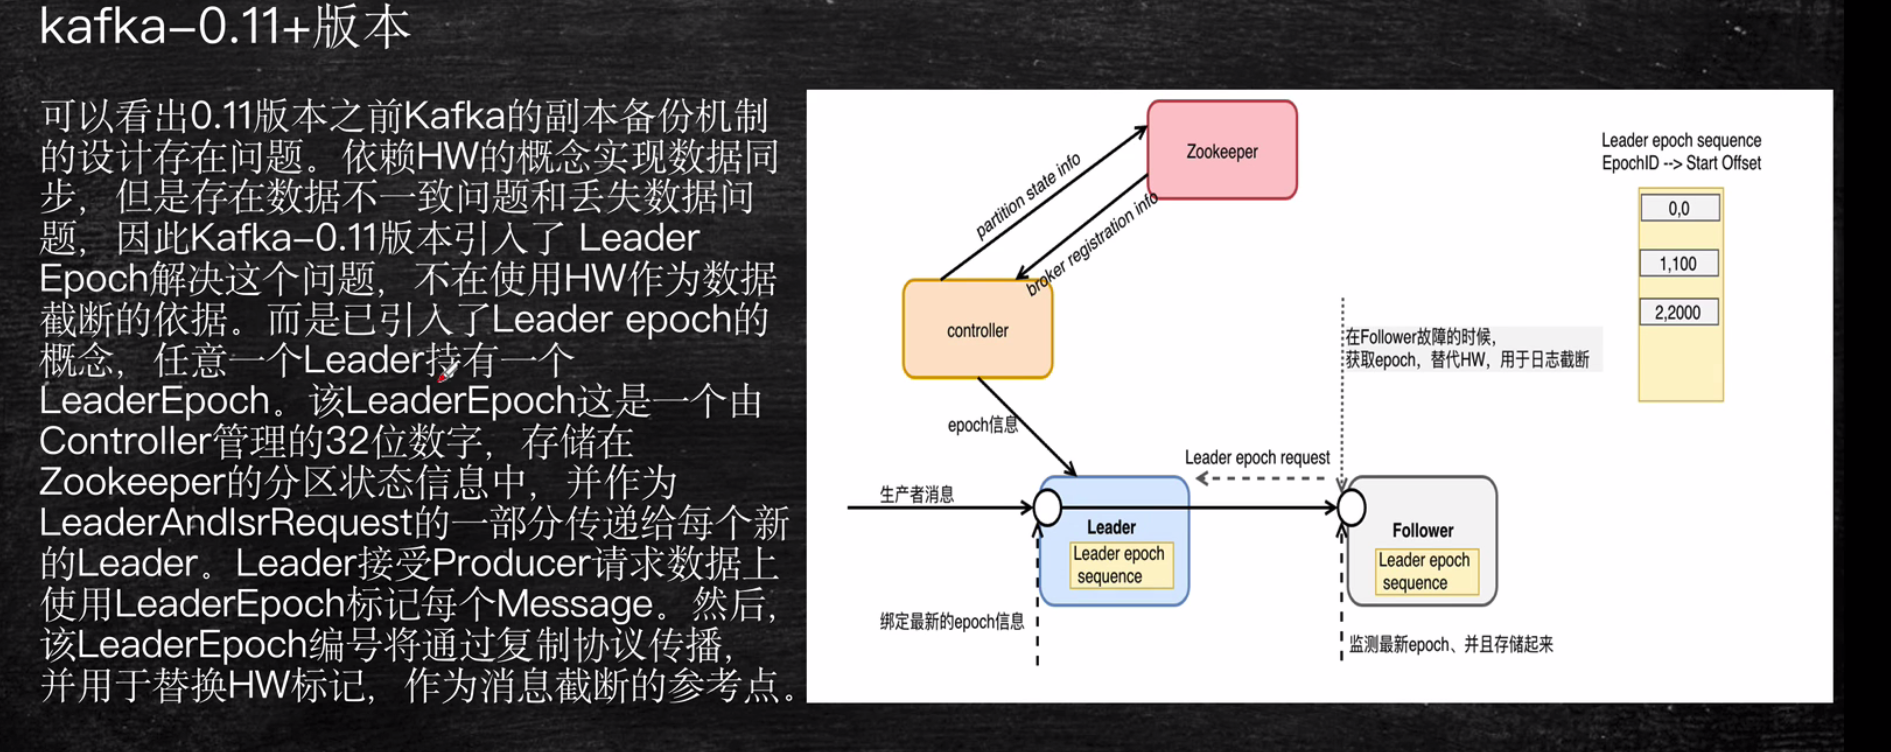 kafka-0.11+版本
可以看出0.11版本之前Kafka的副本备份机制
的设计存在问题。依赖HW的概念实现数据同
步，但是存在数据不一致问题和丢失数据问
题，因此Kafka-0.11版本引入了 Leader
Epoch解决这个问题，不在使用HW作为数据
截断的依据。而是已引入了Leader epoch的
概念，任意一个Leader持有一个
LeaderEpoch。该LeaderEpoch这是一个由
Controller管理的32位数字，存储在
Zookeeper的分区状态信息中，并作为
LeaderAndIsrRequest的一部分传递给每个新
的Leader。Leader接受Producer请求数据上
使用LeaderEpoch标记每个Message。然后，
该LeaderEpoch编号将通过复制协议传播，
并用于替换HW标记，作为消息截断的参考点。
Zookeeper
partition state info
broker registration info
controller
epoch信息
Leader epoch sequence
EpochID --> Start Offset
0,0
1,100
2,2000
在Follower故障的时候，
获取epoch，替代HW，用于日志截断
Leader epoch request
生产者消息
Leader
Leader epoch
sequence
Follower
Leader epoch
sequence
绑定最新的epoch信息
监测最新epoch、并且存储起来